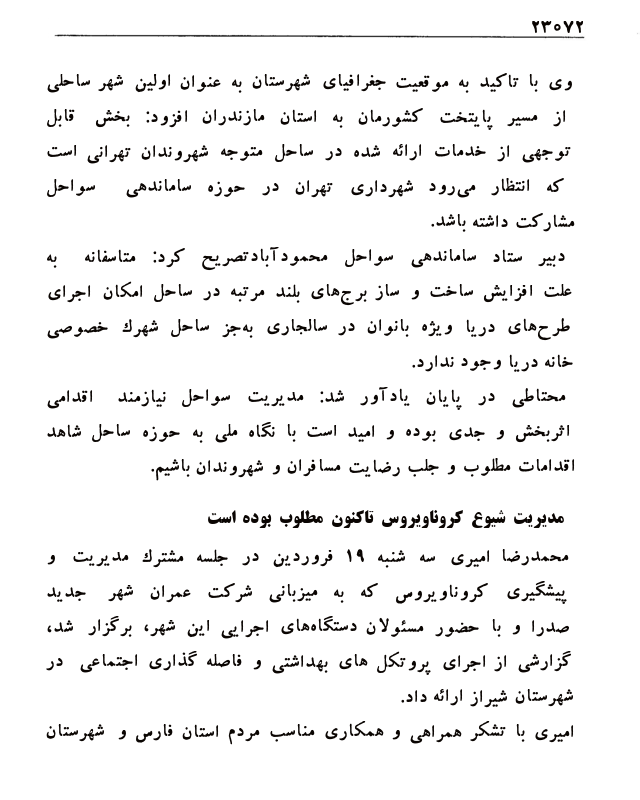 ۲۳۰۷۲
وی با تاکید به موقعیت جغرافیای شهرستان به عنوان اولین شهر ساحلی
از مسیر پایتخت کشورمان به استان مازندران افزود: بخش قابل
توجهی از خدمات ارائه شده در ساحل متوجه شهروندان تهرانی است
که انتظار می‌رود شهرداری تهران در حوزه ساماندهی سواحل
مشارکت داشته باشد.
دبیر ستاد ساماندهی سواحل محمودآبادتصریح کرد: متاسفانه به
علت افزایش ساخت و ساز برج‌های بلند مرتبه در ساحل امکان اجرای
طرح‌های دریا ویژه بانوان در سالجاری به‌جز ساحل شهرك خصوصی
خانه دریا وجود ندارد.
محتاطی در پایان یادآور شد: مدیریت سواحل نیازمند اقدامی
اثربخش و جدی بوده و امید است با نگاه ملی به حوزه ساحل شاهد
اقدامات مطلوب و جلب رضایت مسافران و شهروندان باشیم.
مدیریت شیوع کروناویروس تاکنون مطلوب بوده است
محمدرضا امیری سه شنبه ۱۹ فروردین در جلسه مشترك مدیریت و
پیشگیری کروناویروس که به میزبانی شرکت عمران شهر جدید
صدرا و با حضور مسئولان دستگاه‌های اجرایی این شهر، برگزار شد،
گزارشی از اجرای پروتکل های بهداشتی و فاصله گذاری اجتماعی در
شهرستان شیراز ارائه داد.
امیری با تشکر همراهی و همکاری مناسب مردم استان فارس و شهرستان